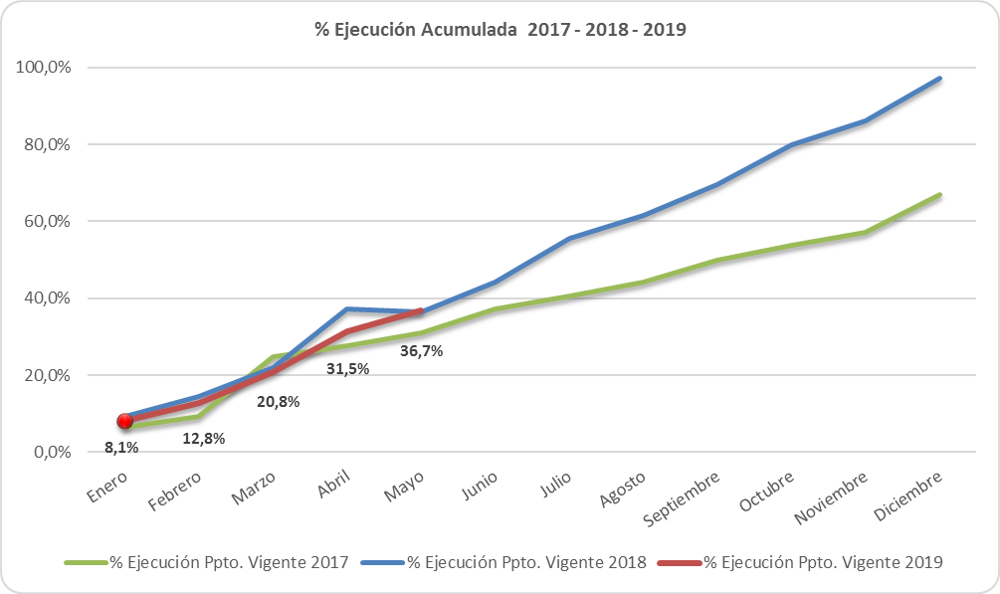 % Ejecución Acumulada 2017 - 2018 - 2019
100,0%
80,0%
60,0%
40,0%
20,0%
0,0%
8,1%
12,8%
20,8%
31,5%
36,7%
Enero
Febrero
Marzo
Abril
Mayo
Junio
Julio
Agosto
Septiembre
Octubre
Noviembre
Diciembre
% Ejecución Ppto. Vigente 2017
% Ejecución Ppto. Vigente 2018
% Ejecución Ppto. Vigente 2019